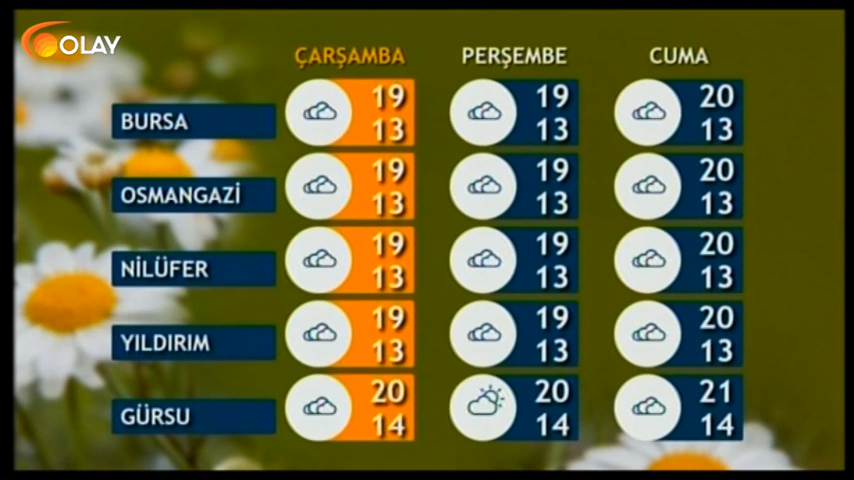 OLAY
ÇARŞAMBA PERŞEMBE CUMA
BURSA 19 13 19 13 20 13
OSMANGAZİ 19 13 19 13 20 13
NİLÜFER 19 13 19 13 20 13
YILDIRIM 19 13 19 13 20 13
GÜRSU 20 14 20 14 21 14